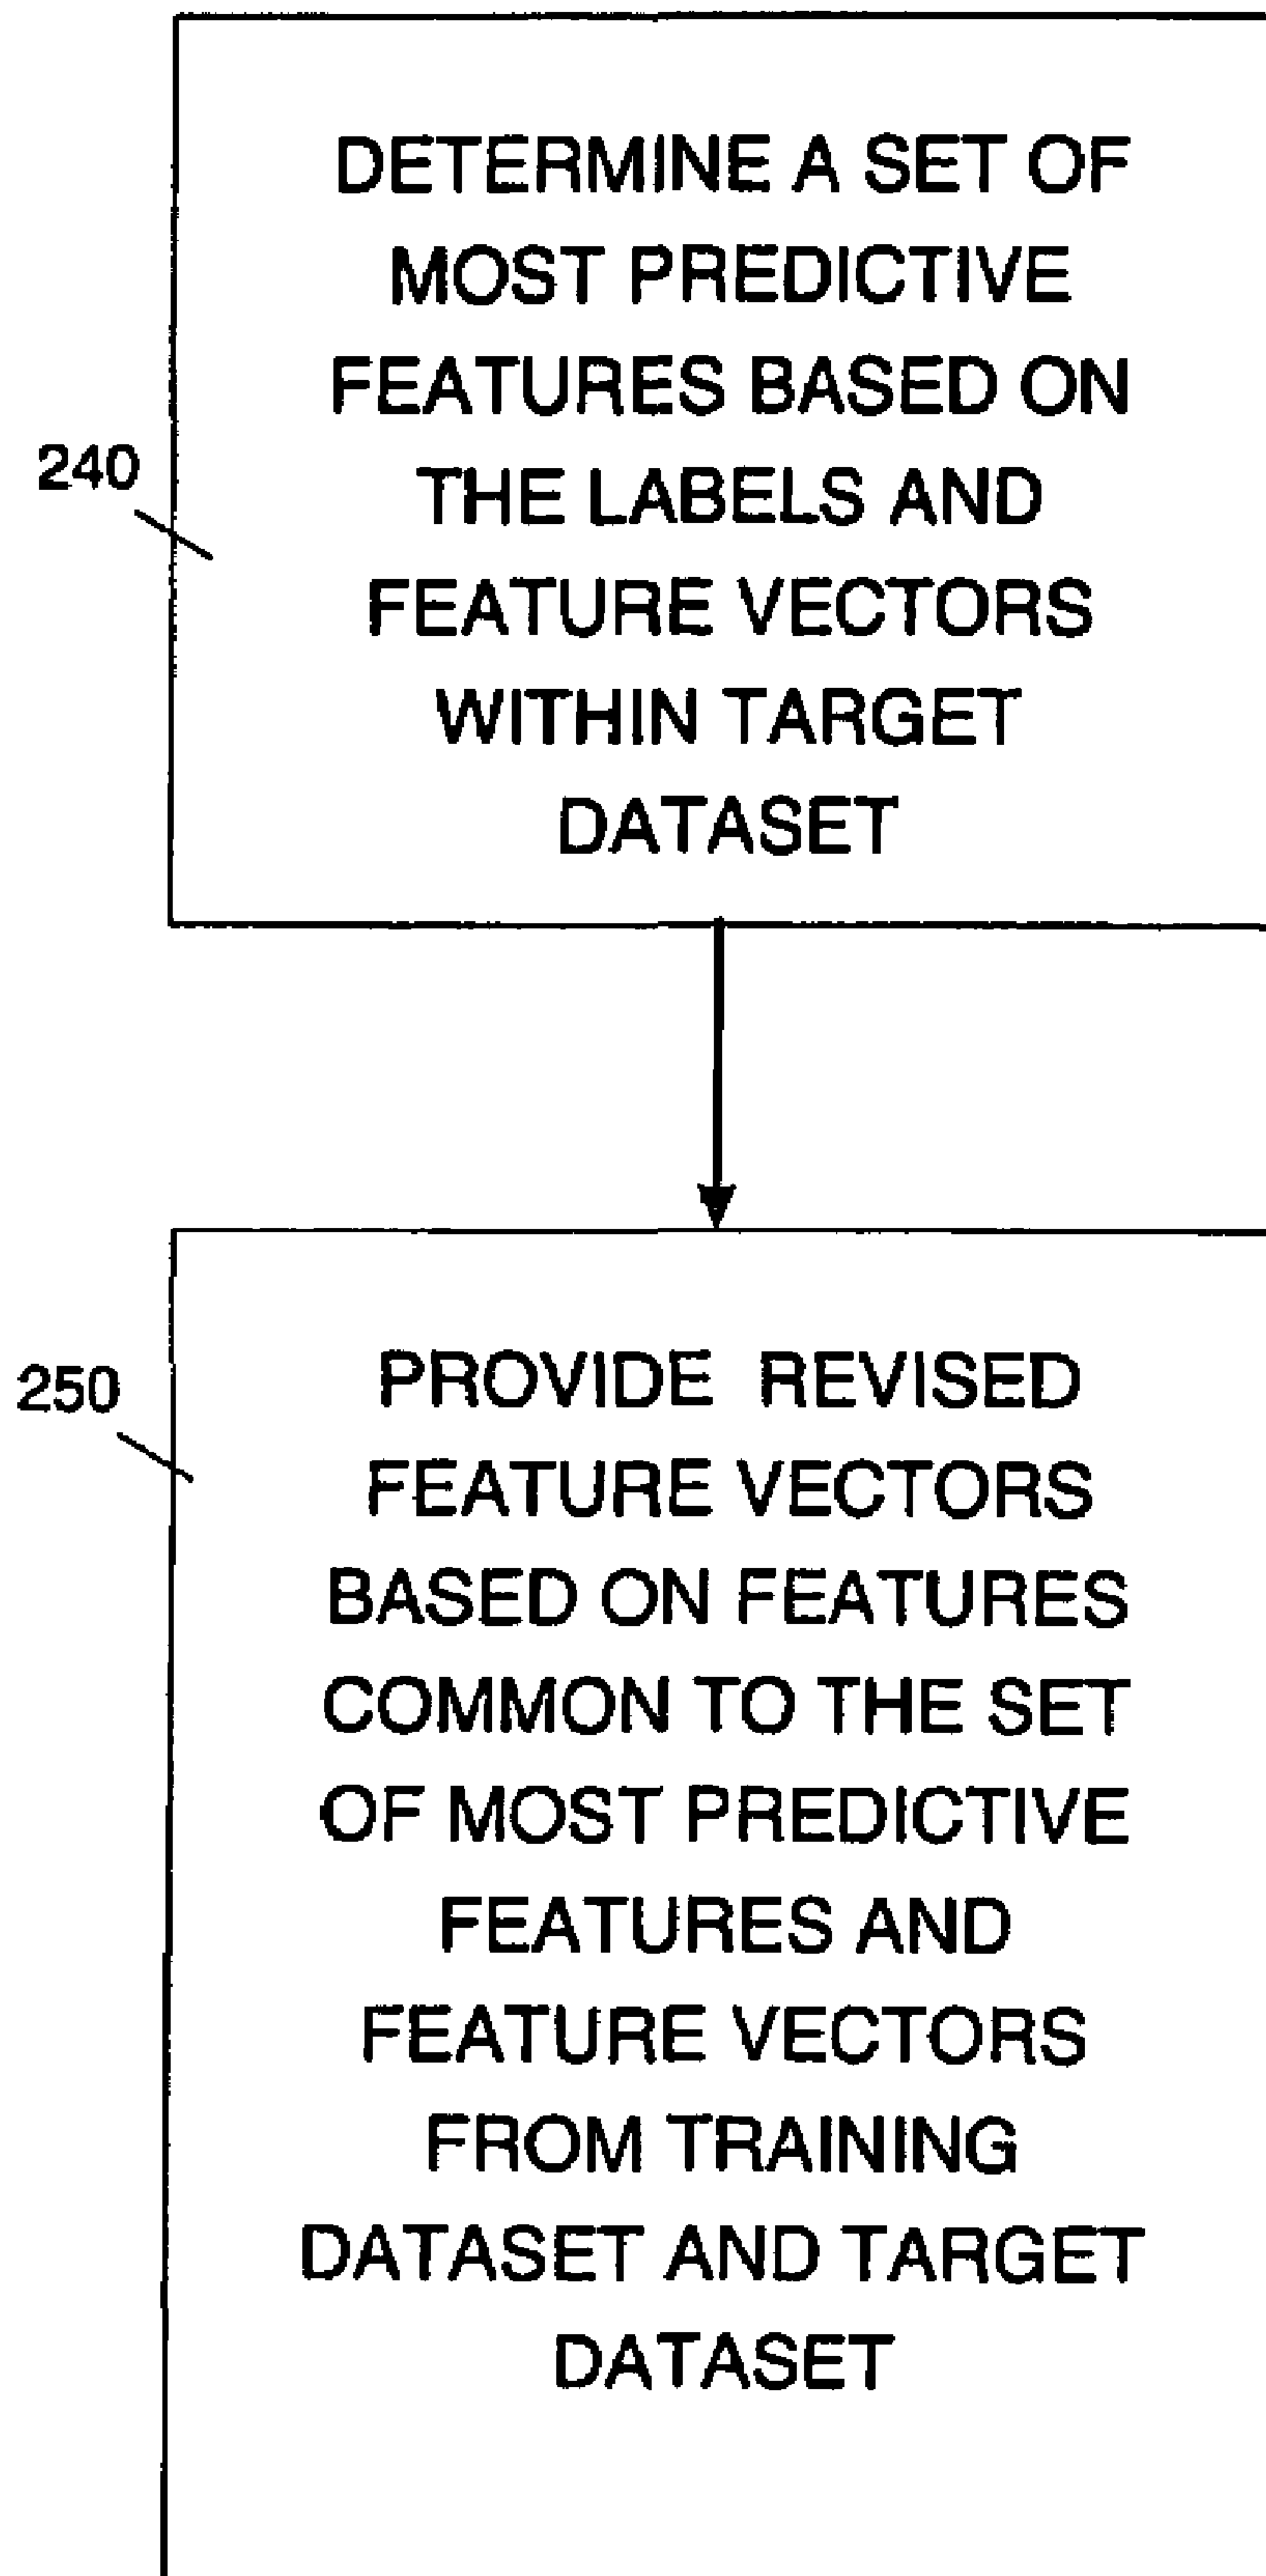 DETERMINE A SET OF
MOST PREDICTIVE
FEATURES BASED ON
THE LABELS AND
FEATURE VECTORS
WITHIN TARGET
DATASET
240
PROVIDE REVISED
FEATURE VECTORS
BASED ON FEATURES
COMMON TO THE SET
OF MOST PREDICTIVE
FEATURES AND
FEATURE VECTORS
FROM TRAINING
DATASET AND TARGET
DATASET
250